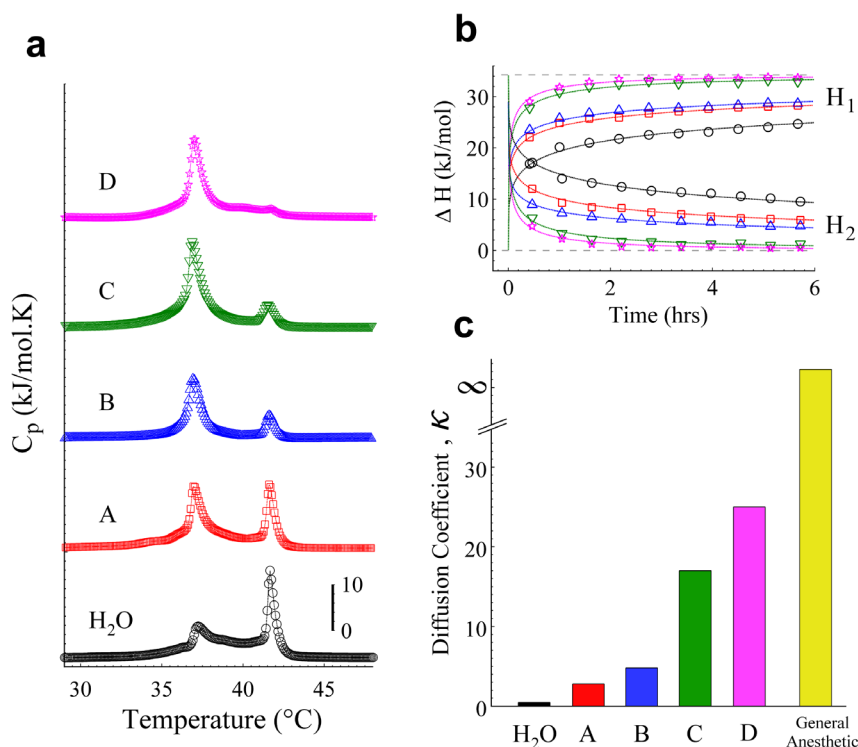 a
D
C
B
A
H₂O
10
0
Cp (kJ/mol.K)
30 35 40 45
Temperature (°C)
b
30
20
10
0
Δ H (kJ/mol)
H₁
H₂
0 2 4 6
Time (hrs)
c
∞
30
20
10
0
Diffusion Coefficient , κ
H₂O A B C D General
Anesthetic